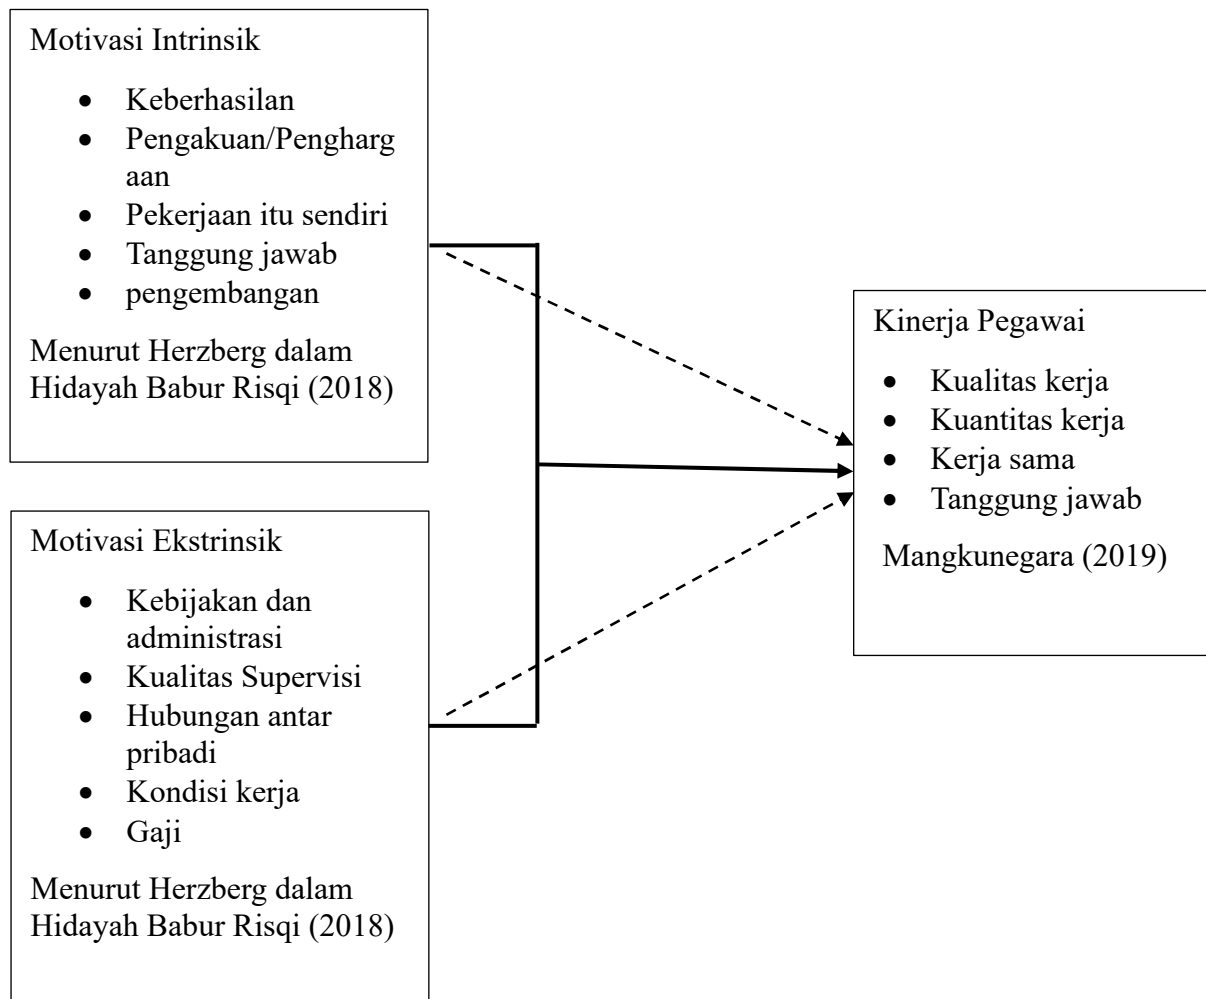 Motivasi Intrinsik
• Keberhasilan
• Pengakuan/Pengharg
aan
• Pekerjaan itu sendiri
• Tanggung jawab
• pengembangan
Menurut Herzberg dalam
Hidayah Babur Risqi (2018)
Motivasi Ekstrinsik
• Kebijakan dan
administrasi
• Kualitas Supervisi
• Hubungan antar
pribadi
• Kondisi kerja
• Gaji
Menurut Herzberg dalam
Hidayah Babur Risqi (2018)
Kinerja Pegawai
• Kualitas kerja
• Kuantitas kerja
• Kerja sama
• Tanggung jawab
Mangkunegara (2019)